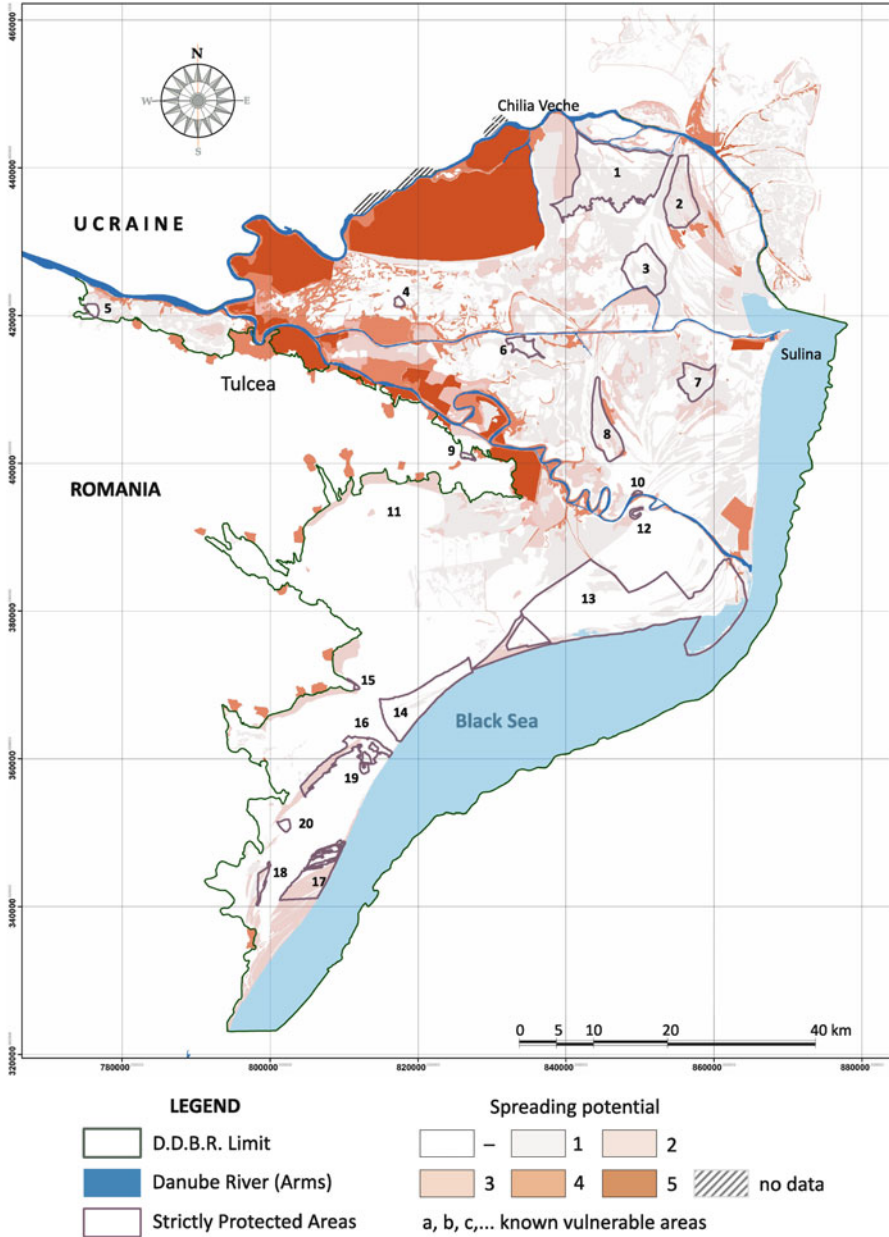 460000
N
W
E
S
Chilia Veche
440000
1
2
UCRAINE
3
4
5
420000
6
Sulina
Tulcea
7
8
9
400000
ROMANIA
10
11
12
13
380000
15
14
16
Black Sea
360000
19
20
18
17
340000
0 5 10 20 40 km
320000
780000 800000 820000 840000 860000 880000
LEGEND
Spreading potential
D.D.B.R. Limit
– 1 2
Danube River (Arms)
3 4 5 no data
Strictly Protected Areas
a, b, c,... known vulnerable areas